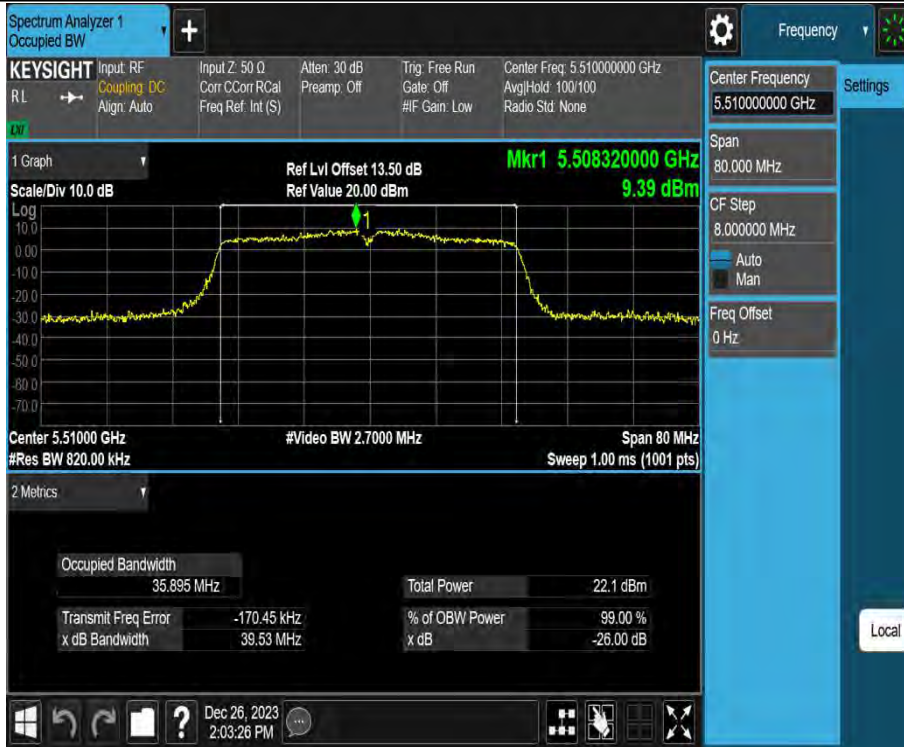 Spectrum Analyzer 1
Occupied BW
+
Frequency
KEYSIGHT
RL
LXI
Input: RF
Coupling: DC
Align: Auto
Input Z: 50 Ω
Corr CCorr RCal
Freq Ref: Int (S)
Atten: 30 dB
Preamp: Off
Trig: Free Run
Gate: Off
#IF Gain: Low
Center Freq: 5.510000000 GHz
Avg|Hold: 100/100
Radio Std: None
Center Frequency
5.510000000 GHz
Settings
Span
80.000 MHz
CF Step
8.000000 MHz
Auto
Man
Freq Offset
0 Hz
Local
1 Graph
Scale/Div 10.0 dB
Ref Lvl Offset 13.50 dB
Ref Value 20.00 dBm
Mkr1 5.508320000 GHz
9.39 dBm
Log
10.0
0.00
-10.0
-20.0
-30.0
-40.0
-50.0
-60.0
-70.0
1
Center 5.51000 GHz
#Res BW 820.00 kHz
#Video BW 2.7000 MHz
Span 80 MHz
Sweep 1.00 ms (1001 pts)
2 Metrics
Occupied Bandwidth
35.895 MHz
Total Power 22.1 dBm
Transmit Freq Error -170.45 kHz
% of OBW Power 99.00 %
x dB Bandwidth 39.53 MHz
x dB -26.00 dB
?
Dec 26, 2023
2:03:26 PM